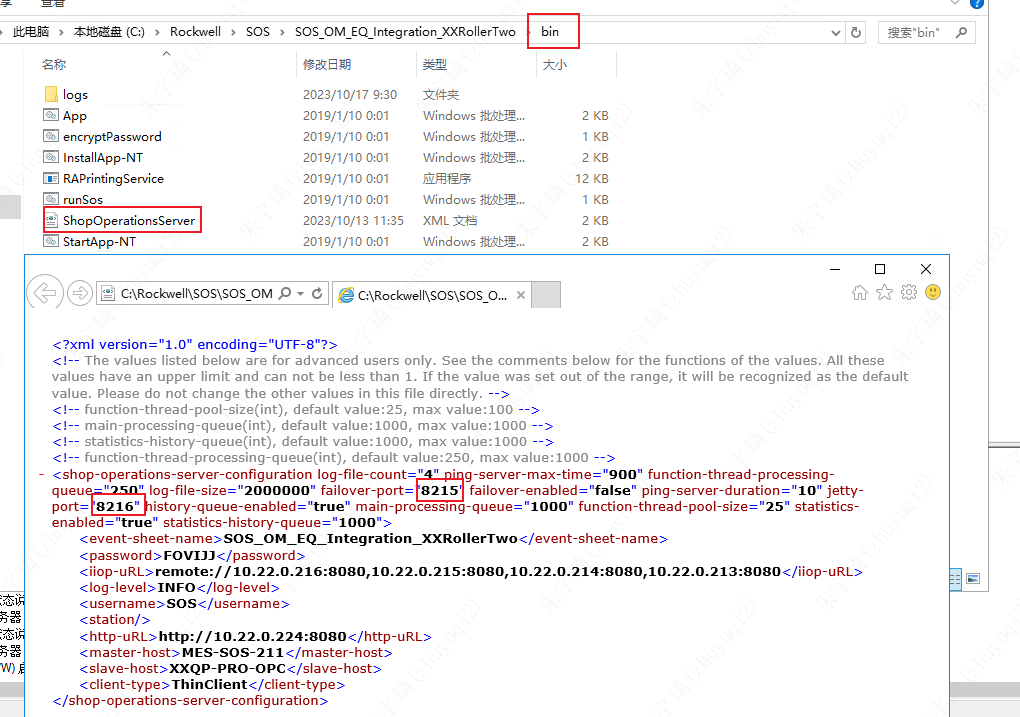 查看
此电脑 › 本地磁盘 (C:) › Rockwell › SOS › SOS_OM_EQ_Integration_XXRollerTwo › bin
搜索"bin"
名称 修改日期 类型 大小
logs 2023/10/17 9:30 文件夹
App 2019/1/10 0:01 Windows 批处理... 2 KB
encryptPassword 2019/1/10 0:01 Windows 批处理... 1 KB
InstallApp-NT 2019/1/10 0:01 Windows 批处理... 2 KB
RAPrintingService 2019/1/10 0:01 应用程序 12 KB
runSos 2019/1/10 0:01 Windows 批处理... 1 KB
ShopOperationsServer 2023/10/13 11:35 XML 文档 2 KB
StartApp-NT 2019/1/10 0:01 Windows 批处理... 2 KB
C:\Rockwell\SOS\SOS_OM
C:\Rockwell\SOS\SOS_O...
<?xml version="1.0" encoding="UTF-8"?>
<!-- The values listed below are for advanced users only. See the comments below for the functions of the values. All these
values have an upper limit and can not be less than 1. If the value was set out of the range, it will be recognized as the default
value. Please do not change the other values in this file directly. -->
<!-- function-thread-pool-size(int), default value:25, max value:100 -->
<!-- main-processing-queue(int), default value:1000, max value:1000 -->
<!-- statistics-history-queue(int), default value:1000, max value:1000 -->
<!-- function-thread-processing-queue(int), default value:250, max value:1000 -->
- <shop-operations-server-configuration log-file-count="4" ping-server-max-time="900" function-thread-processing-
queue="250" log-file-size="2000000" failover-port="8215" failover-enabled="false" ping-server-duration="10" jetty-
port="8216" history-queue-enabled="true" main-processing-queue="1000" function-thread-pool-size="25" statistics-
enabled="true" statistics-history-queue="1000">
<event-sheet-name>SOS_OM_EQ_Integration_XXRollerTwo</event-sheet-name>
<password>FOVIJJ</password>
<iiop-URL>remote://10.22.0.216:8080,10.22.0.215:8080,10.22.0.214:8080,10.22.0.213:8080</iiop-URL>
<log-level>INFO</log-level>
<username>SOS</username>
<station/>
<http-URL>http://10.22.0.224:8080</http-URL>
<master-host>MES-SOS-211</master-host>
<slave-host>XXQP-PRO-OPC</slave-host>
<client-type>ThinClient</client-type>
</shop-operations-server-configuration>